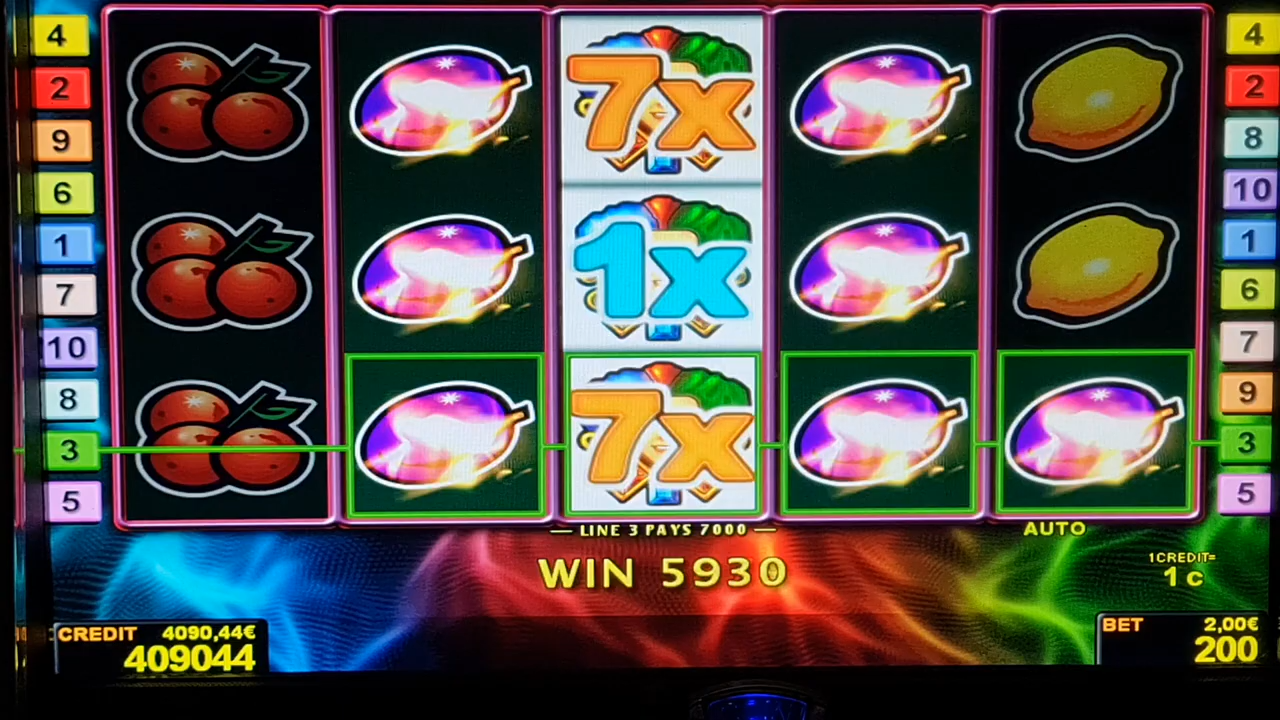 4
2
9
6
1
7
10
8
3
5
7x
1x
7x
4
2
8
10
1
6
7
9
3
5
LINE 3 PAYS 7000
AUTO
WIN 5930
1CREDIT=
1 c
CREDIT 4090,44€
409044
BET 2,00€
200